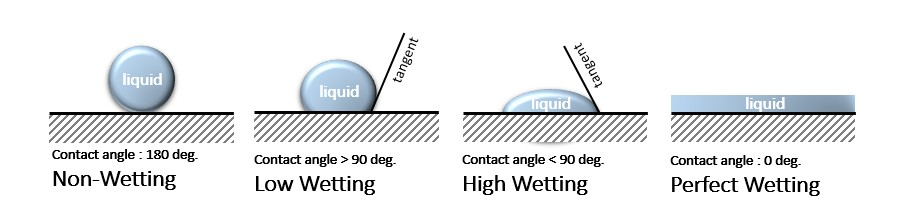 liquid
Contact angle : 180 deg.
Non-Wetting
tangent
liquid
Contact angle > 90 deg.
Low Wetting
tangent
liquid
Contact angle < 90 deg.
High Wetting
liquid
Contact angle : 0 deg.
Perfect Wetting